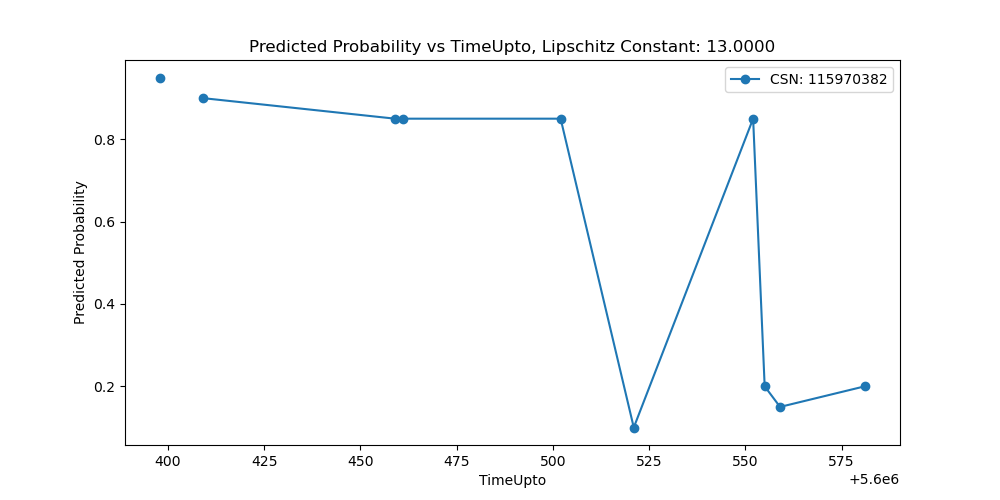 Predicted Probability vs TimeUpto, Lipschitz Constant: 13.0000
CSN: 115970382
Predicted Probability
0.8
0.6
0.4
0.2
400 425 450 475 500 525 550 575
TimeUpto
+5.6e6